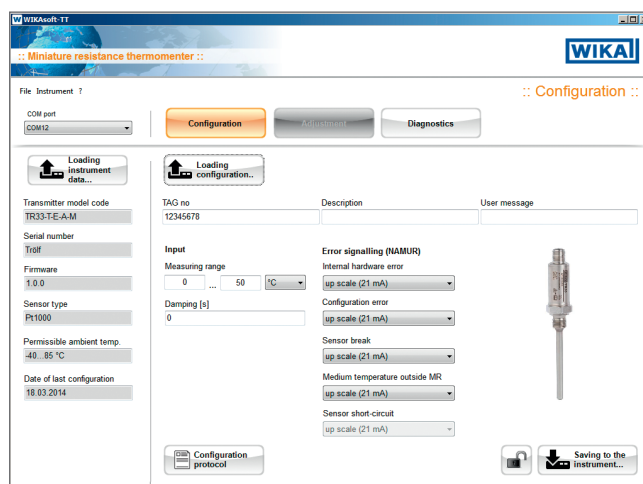 WIKAsoft-TT
:: Miniature resistance thermomenter ::
WIKAI
File Instrument ?
:: Configuration ::
COM port
COM12
Configuration
Adjustment
Diagnostics
Loading
instrument
data...
Loading
configuration..
Transmitter model code
TR33-T-E-A-M
Serial number
Trölf
Firmware
1.0.0
Sensor type
Pt1000
Permissible ambient temp.
-40...85 °C
Date of last configuration
18.03.2014
TAG no
Description
User message
12345678
Input
Measuring range
0 ... 50 °C
Damping [s]
0
Error signalling (NAMUR)
Internal hardware error
up scale (21 mA)
Configuration error
up scale (21 mA)
Sensor break
up scale (21 mA)
Medium temperature outside MR
up scale (21 mA)
Sensor short-circuit
up scale (21 mA)
Configuration
protocol
Saving to the
instrument...